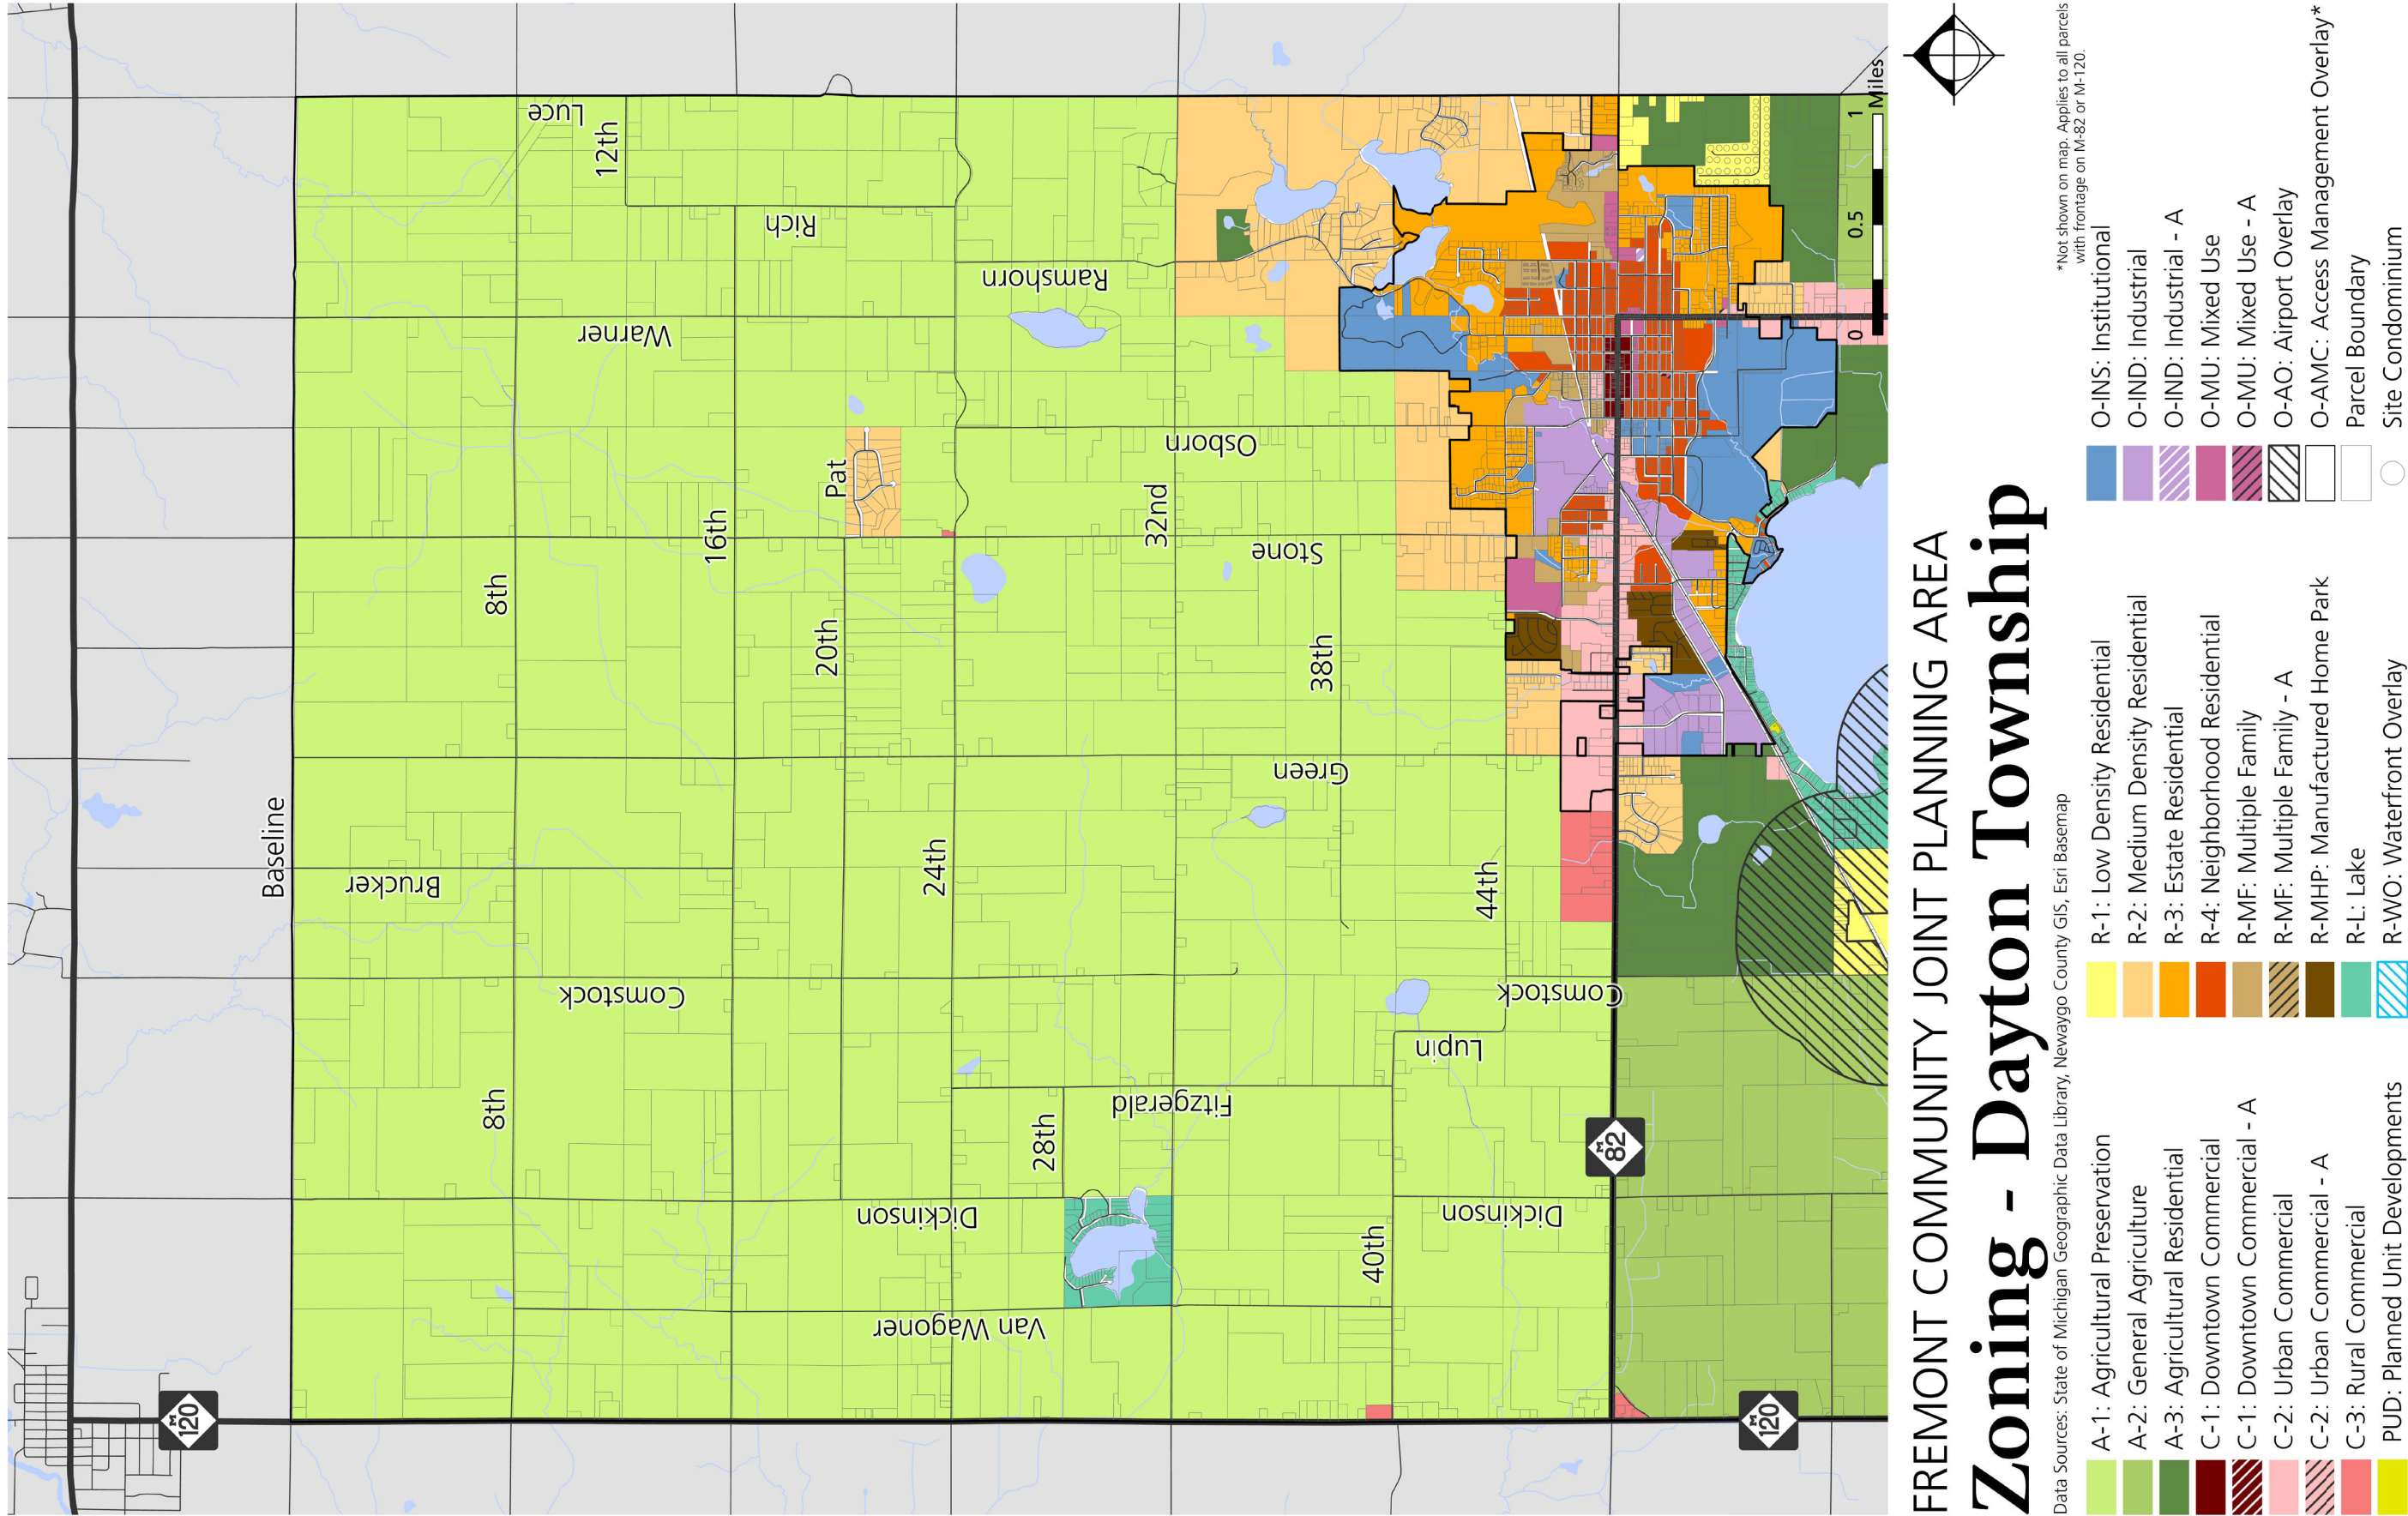 Baseline
Luce
12th
Rich
Ramshorn
Warner
Osborn
Pat
16th
32nd
Stone
8th
20th
38th
Green
Brucker
24th
44th
Comstock
Comstock
Lupin
Fitzgerald
8th
28th
Dickinson
Dickinson
40th
Van Wagoner
M 82
M 120
M 120
0 0.5 1
Miles
FREMONT COMMUNITY JOINT PLANNING AREA
Zoning - Dayton Township
Data Sources: State of Michigan Geographic Data Library, Newaygo County GIS, Esri Basemap
*Not shown on map. Applies to all parcels
with frontage on M-82 or M-120.
A-1: Agricultural Preservation
A-2: General Agriculture
A-3: Agricultural Residential
C-1: Downtown Commercial
C-1: Downtown Commercial - A
C-2: Urban Commercial
C-2: Urban Commercial - A
C-3: Rural Commercial
PUD: Planned Unit Developments
R-1: Low Density Residential
R-2: Medium Density Residential
R-3: Estate Residential
R-4: Neighborhood Residential
R-MF: Multiple Family
R-MF: Multiple Family - A
R-MHP: Manufactured Home Park
R-L: Lake
R-WO: Waterfront Overlay
O-INS: Institutional
O-IND: Industrial
O-IND: Industrial - A
O-MU: Mixed Use
O-MU: Mixed Use - A
O-AO: Airport Overlay
O-AMC: Access Management Overlay*
Parcel Boundary
Site Condominium